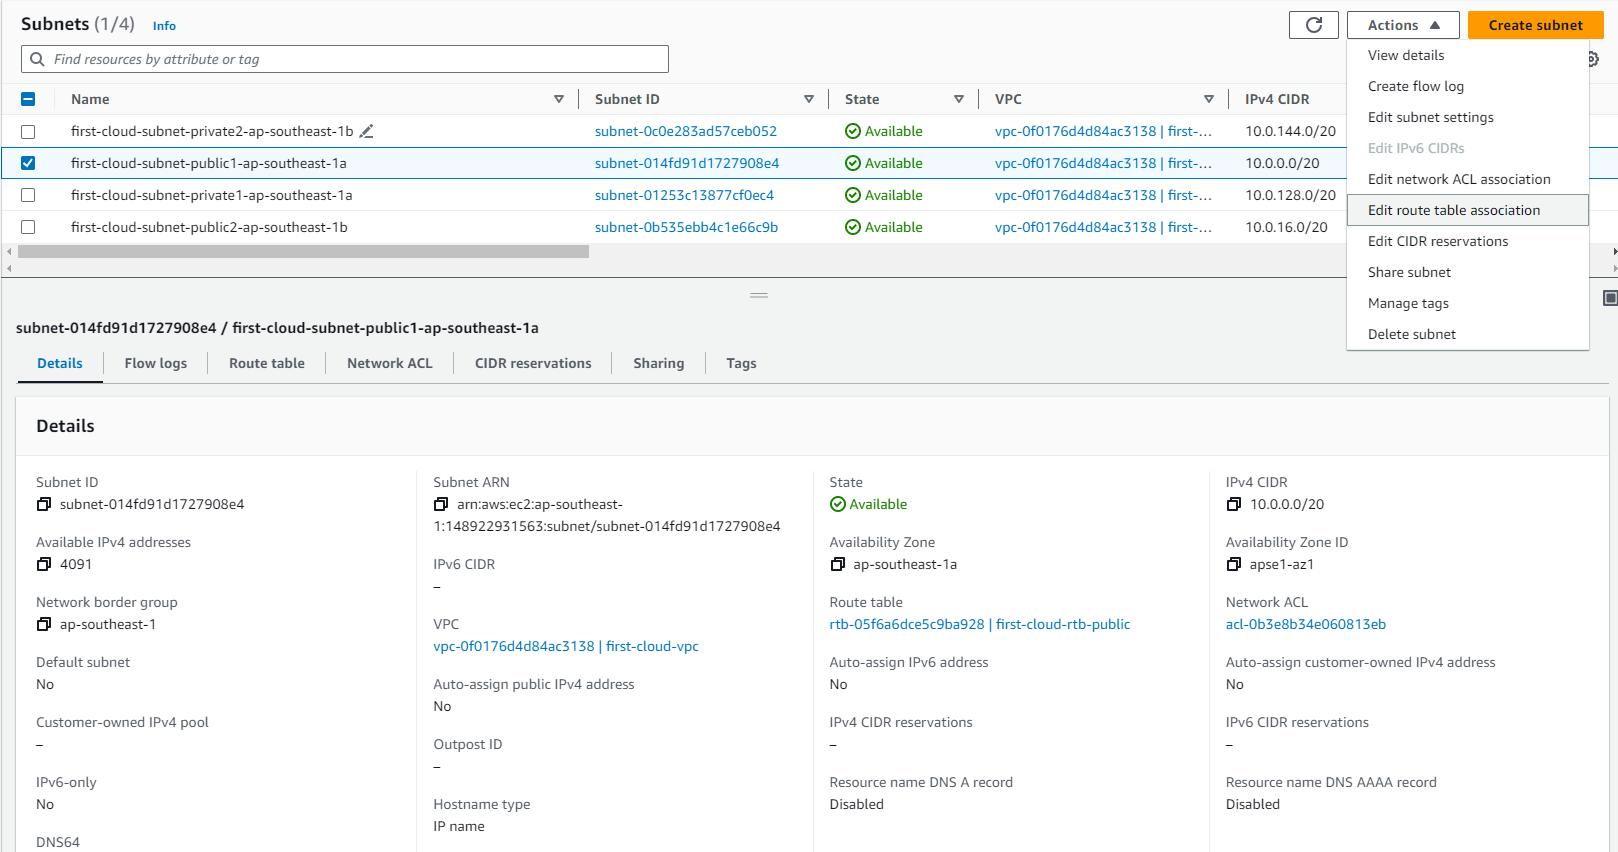 Subnets (1/4) Info
Actions
Create subnet
Find resources by attribute or tag
Name Subnet ID State VPC IPv4 CIDR
first-cloud-subnet-private2-ap-southeast-1b subnet-0c0e283ad57ceb052 Available vpc-0f0176d4d84ac3138 | first-... 10.0.144.0/20
first-cloud-subnet-public1-ap-southeast-1a subnet-014fd91d1727908e4 Available vpc-0f0176d4d84ac3138 | first-... 10.0.0.0/20
first-cloud-subnet-private1-ap-southeast-1a subnet-01253c13877cf0ec4 Available vpc-0f0176d4d84ac3138 | first-... 10.0.128.0/20
first-cloud-subnet-public2-ap-southeast-1b subnet-0b535ebb4c1e66c9b Available vpc-0f0176d4d84ac3138 | first-... 10.0.16.0/20
View details
Create flow log
Edit subnet settings
Edit IPv6 CIDRs
Edit network ACL association
Edit route table association
Edit CIDR reservations
Share subnet
Manage tags
Delete subnet
subnet-014fd91d1727908e4 / first-cloud-subnet-public1-ap-southeast-1a
Details Flow logs Route table Network ACL CIDR reservations Sharing Tags
Details
Subnet ID
subnet-014fd91d1727908e4
Available IPv4 addresses
4091
Network border group
ap-southeast-1
Default subnet
No
Customer-owned IPv4 pool
–
IPv6-only
No
DNS64
Subnet ARN
arn:aws:ec2:ap-southeast-
1:148922931563:subnet/subnet-014fd91d1727908e4
IPv6 CIDR
–
VPC
vpc-0f0176d4d84ac3138 | first-cloud-vpc
Auto-assign public IPv4 address
No
Outpost ID
–
Hostname type
IP name
State
Available
Availability Zone
ap-southeast-1a
Route table
rtb-05f6a6dce5c9ba928 | first-cloud-rtb-public
Auto-assign IPv6 address
No
IPv4 CIDR reservations
–
Resource name DNS A record
Disabled
IPv4 CIDR
10.0.0.0/20
Availability Zone ID
apse1-az1
Network ACL
acl-0b3e8b34e060813eb
Auto-assign customer-owned IPv4 address
No
IPv6 CIDR reservations
–
Resource name DNS AAAA record
Disabled